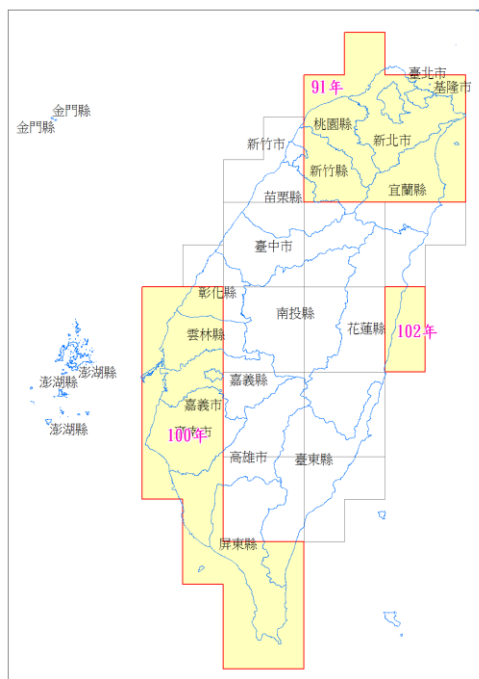 臺北市
基隆市
91年
金門縣
金門縣
桃園縣
新北市
新竹市
新竹縣
宜蘭縣
苗栗縣
臺中市
彰化縣
南投縣
花蓮縣
102年
雲林縣
澎湖縣
澎湖縣
嘉義縣
嘉義市
澎湖縣
100年
高雄市
臺東縣
屏東縣